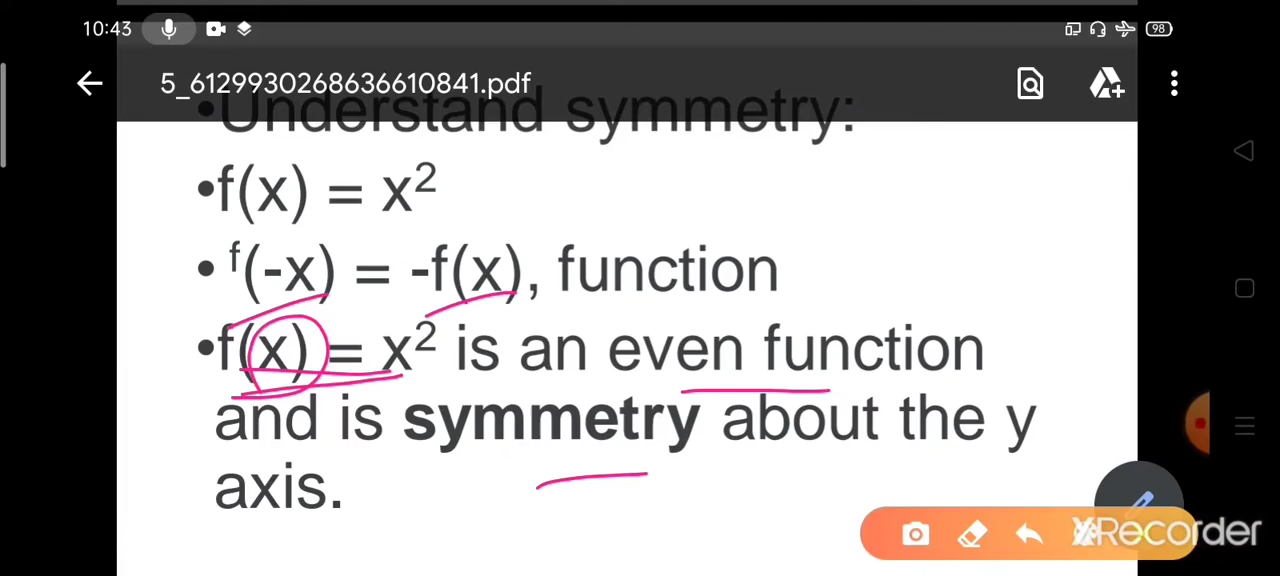 10:43
98
5_6129930268636610841.pdf
•Understand symmetry:
•f(x) = x²
• f(-x) = -f(x), function
•f(x) = x² is an even function
and is symmetry about the y
axis.
XRecorder